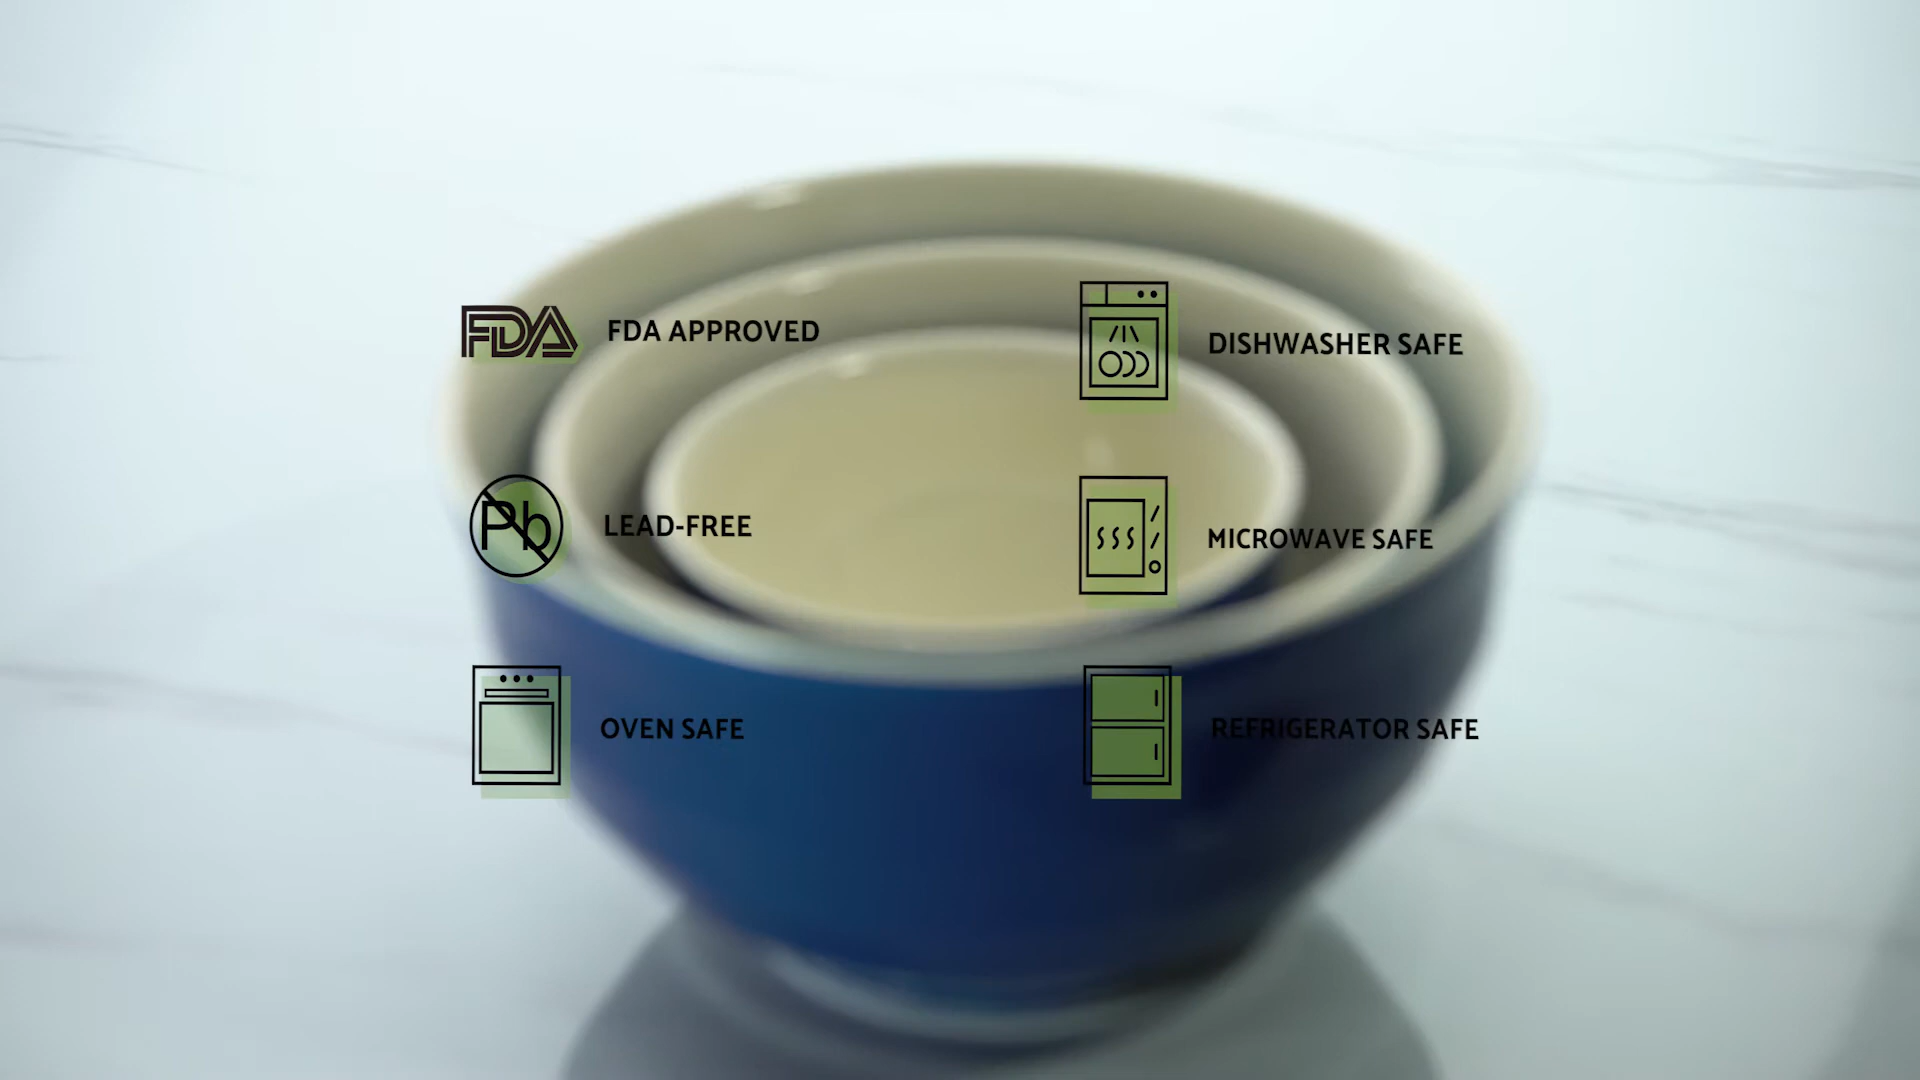 FDA FDA APPROVED
DISHWASHER SAFE
Pb LEAD-FREE
MICROWAVE SAFE
OVEN SAFE
REFRIGERATOR SAFE